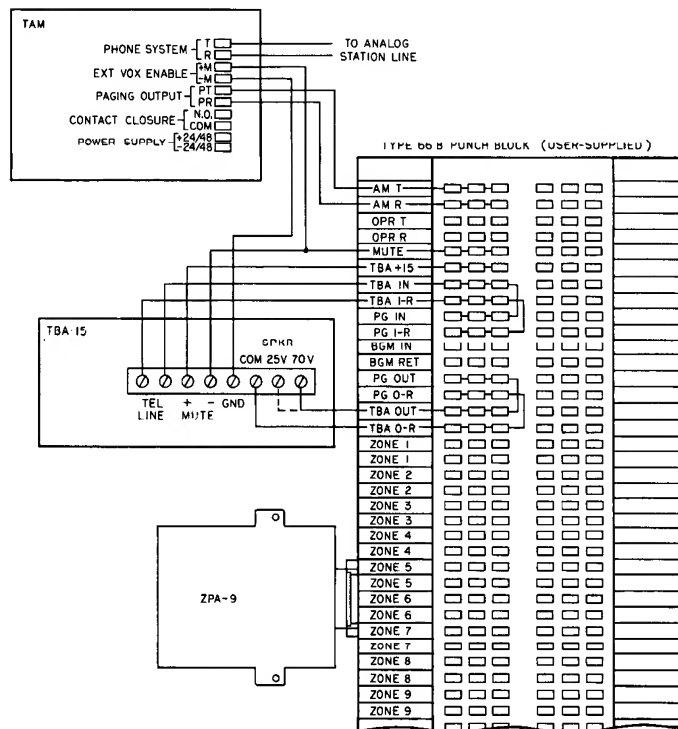 TAM
PHONE SYSTEM
T
R
TO ANALOG
STATION LINE
EXT VOX ENABLE
+M
-M
PAGING OUTPUT
PT
PR
CONTACT CLOSURE
N.O.
COM
POWER SUPPLY
+24/48
-24/48
TYPE 66 B PUNCH BLOCK (USER-SUPPLIED)
AM T
AM R
OPR T
OPR R
MUTE
TBA +15
TBA IN
TBA I-R
PG IN
PG I-R
BGM IN
BGM RET
PG OUT
PG O-R
TBA OUT
TBA O-R
ZONE 1
ZONE 1
ZONE 2
ZONE 2
ZONE 3
ZONE 3
ZONE 4
ZONE 4
ZONE 5
ZONE 5
ZONE 6
ZONE 6
ZONE 7
ZONE 7
ZONE 8
ZONE 8
ZONE 9
ZONE 9
TBA 15
SPKR
COM 25V 70V
TEL + - GND
LINE MUTE
ZPA-9